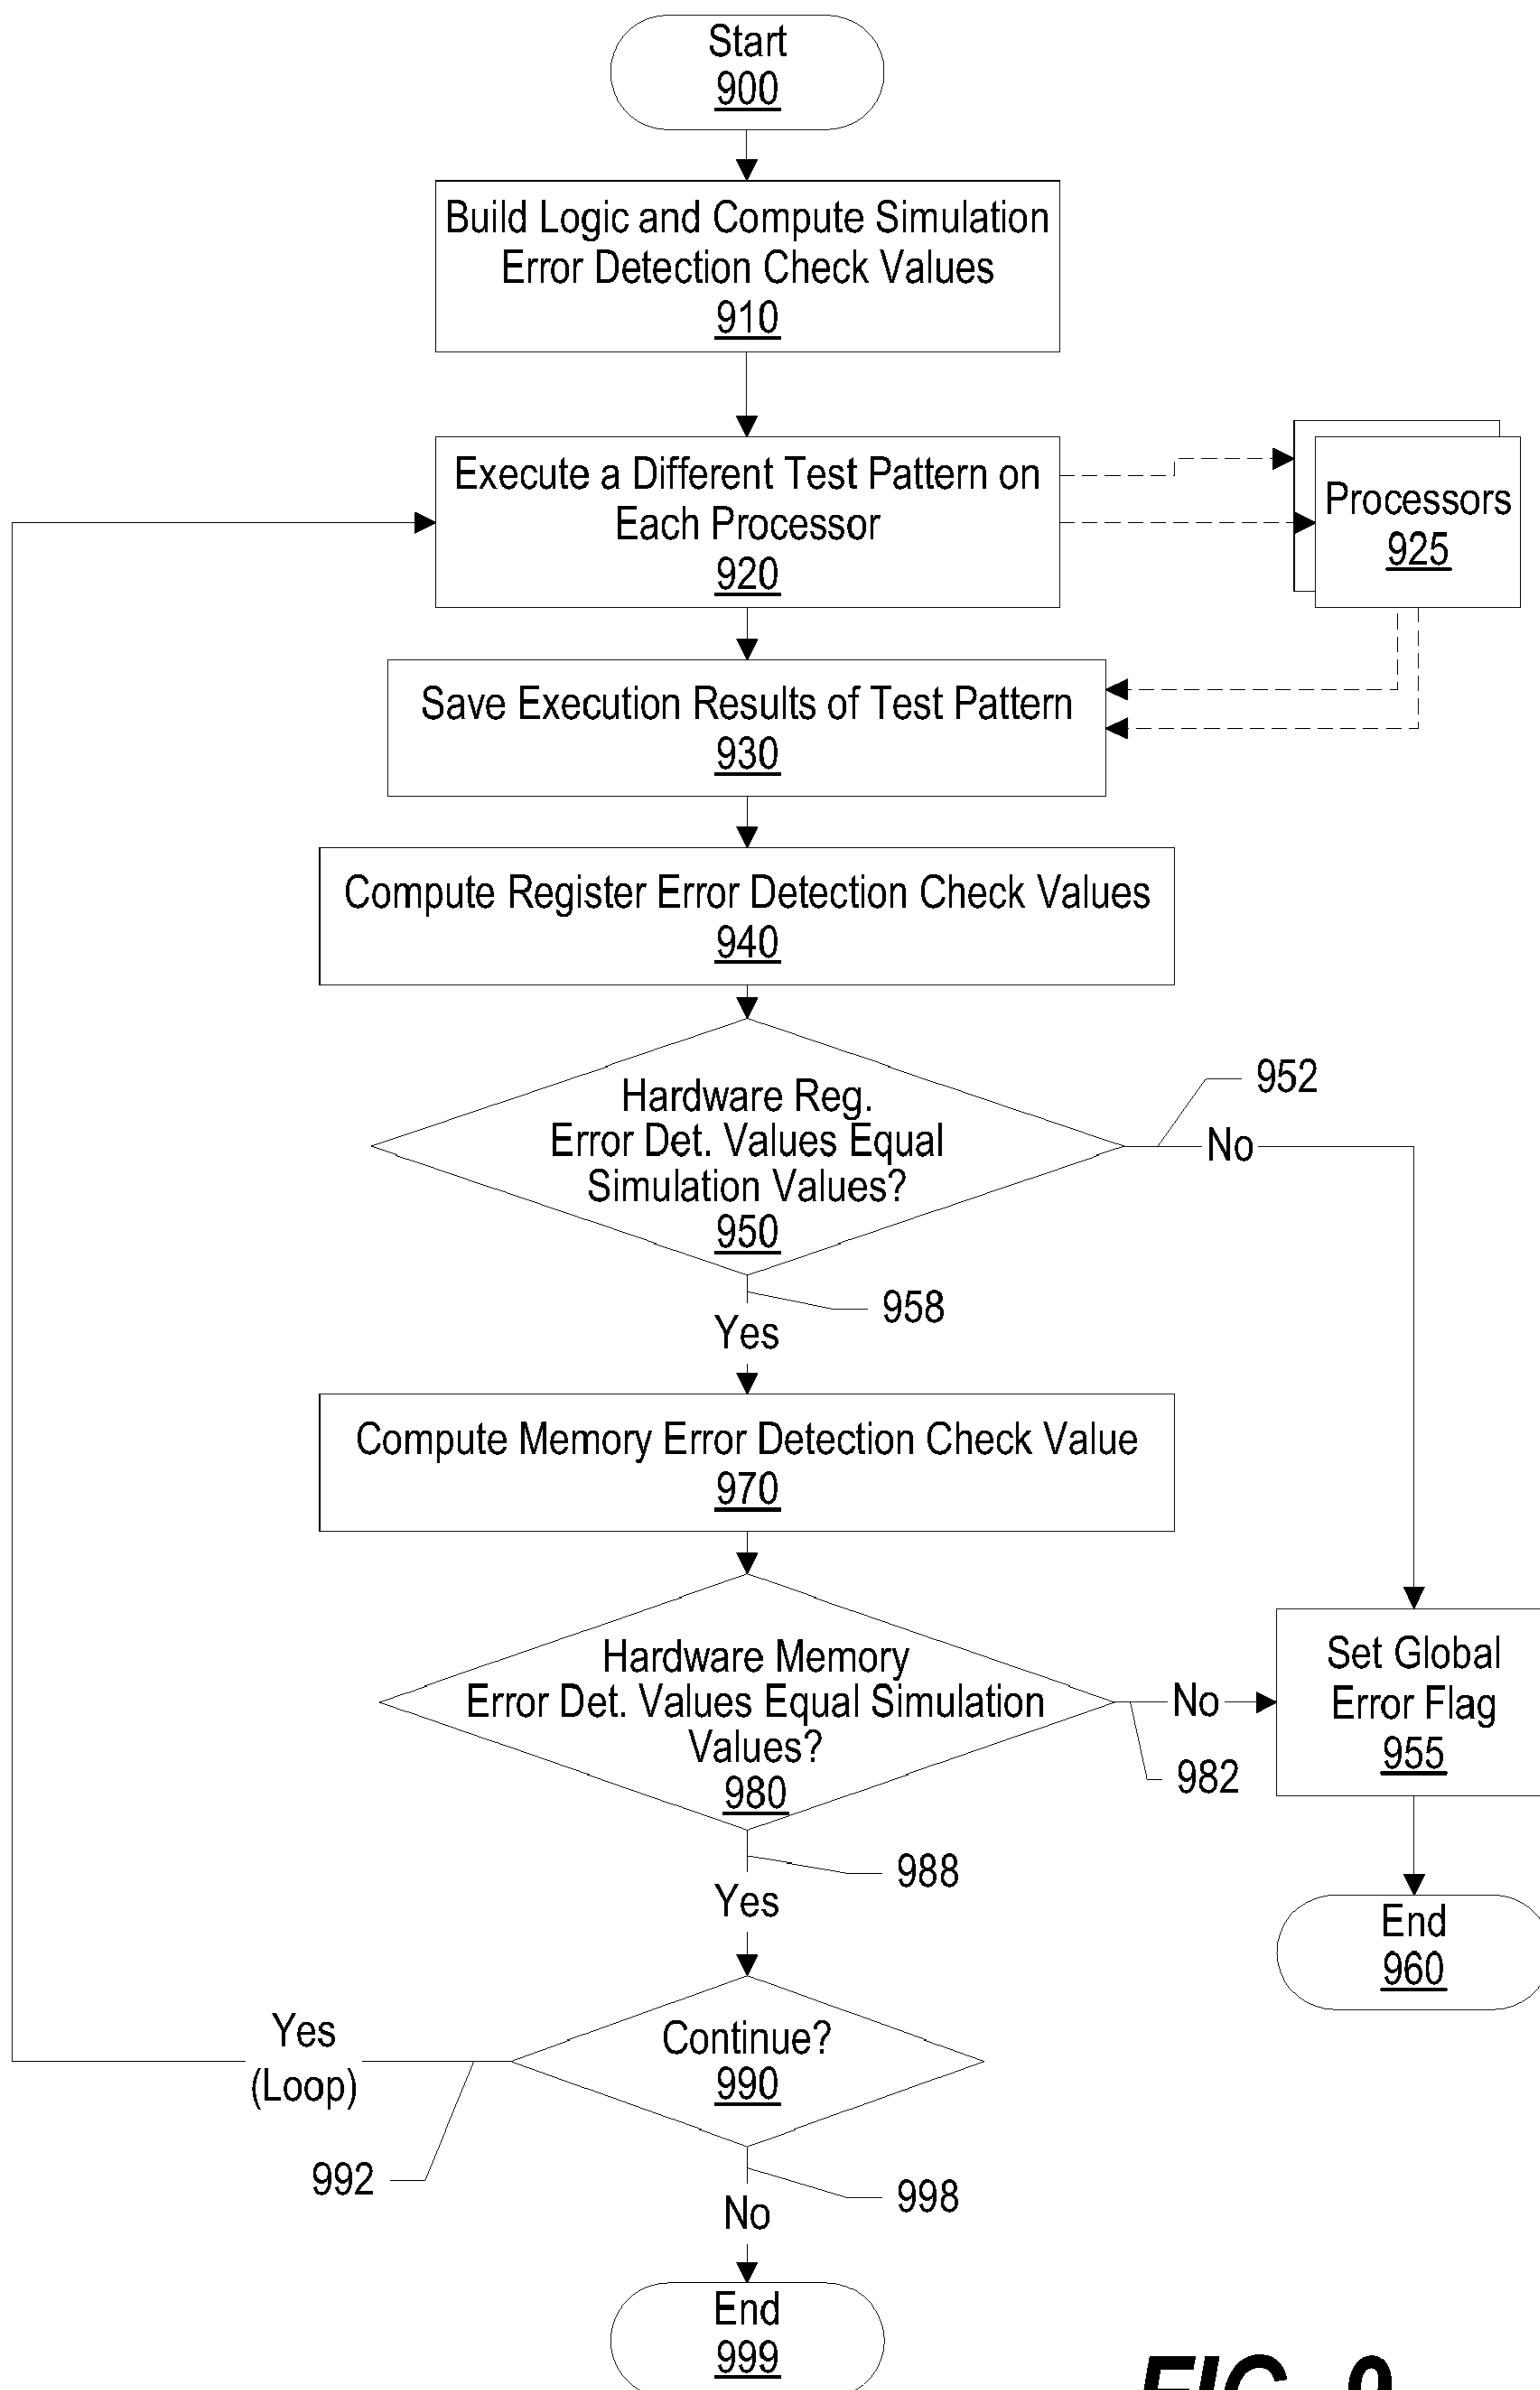 Start
900
Build Logic and Compute Simulation
Error Detection Check Values
910
Execute a Different Test Pattern on
Each Processor
920
Processors
925
Save Execution Results of Test Pattern
930
Compute Register Error Detection Check Values
940
Hardware Reg.
Error Det. Values Equal
Simulation Values?
950
952
No
958
Yes
Compute Memory Error Detection Check Value
970
Hardware Memory
Error Det. Values Equal Simulation
Values?
980
No
982
Set Global
Error Flag
955
988
Yes
End
960
Continue?
990
Yes
(Loop)
992
998
No
End
999
FIG. 9